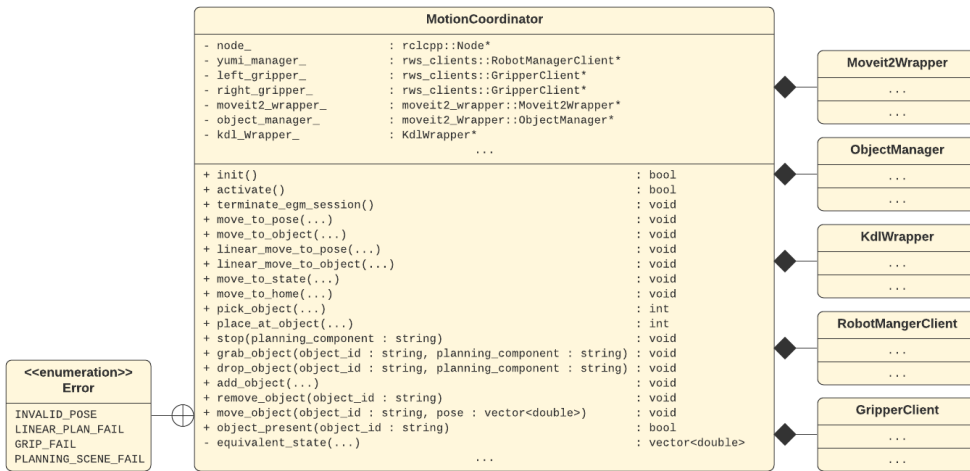 MotionCoordinator
- node_ : rclcpp::Node*
- yumi_manager_ : rws_clients::RobotManagerClient*
- left_gripper_ : rws_clients::GripperClient*
- right_gripper_ : rws_clients::GripperClient*
- moveit2_wrapper_ : moveit2_wrapper::Moveit2Wrapper*
- object_manager_ : moveit2_Wrapper::ObjectManager*
- kdl_Wrapper_ : KdlWrapper*
...
+ init() : bool
+ activate() : bool
+ terminate_egm_session() : void
+ move_to_pose(...) : void
+ move_to_object(...) : void
+ linear_move_to_pose(...) : void
+ linear_move_to_object(...) : void
+ move_to_state(...) : void
+ move_to_home(...) : void
+ pick_object(...) : int
+ place_at_object(...) : int
+ stop(planning_component : string) : void
+ grab_object(object_id : string, planning_component : string) : void
+ drop_object(object_id : string, planning_component : string) : void
+ add_object(...) : void
+ remove_object(object_id : string) : void
+ move_object(object_id : string, pose : vector<double>) : void
+ object_present(object_id : string) : bool
- equivalent_state(...) : vector<double>
...
<<enumeration>>
Error
INVALID_POSE
LINEAR_PLAN_FAIL
GRIP_FAIL
PLANNING_SCENE_FAIL
Moveit2Wrapper
...
...
ObjectManager
...
...
KdlWrapper
...
...
RobotMangerClient
...
...
GripperClient
...
...